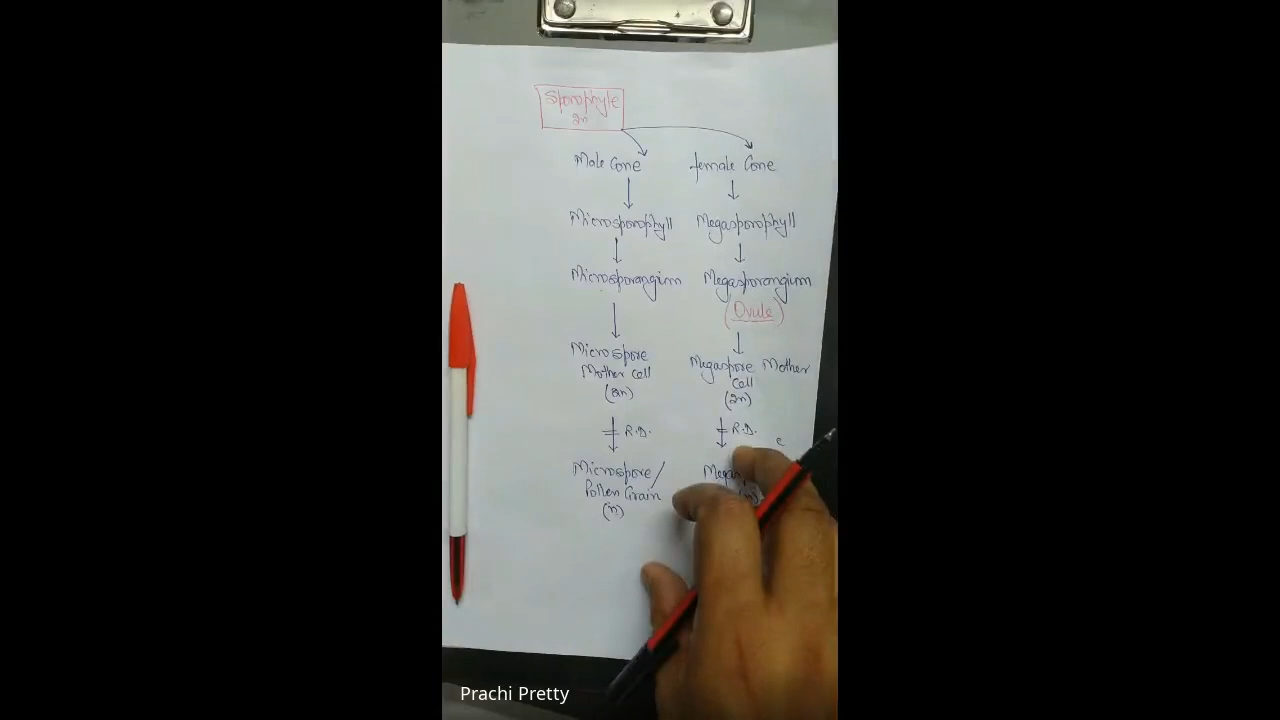 Sporophyte
2n
Male Cone
Female Cone
Microsporophyll
Megasporophyll
Microsporangium
Megasporangium
(Ovule)
Microspore
Mother Cell
(2n)
Megaspore Mother
Cell
(2n)
R.D.
R.D.
Microspore/
Pollen Grain
(n)
(n)
Prachi Pretty